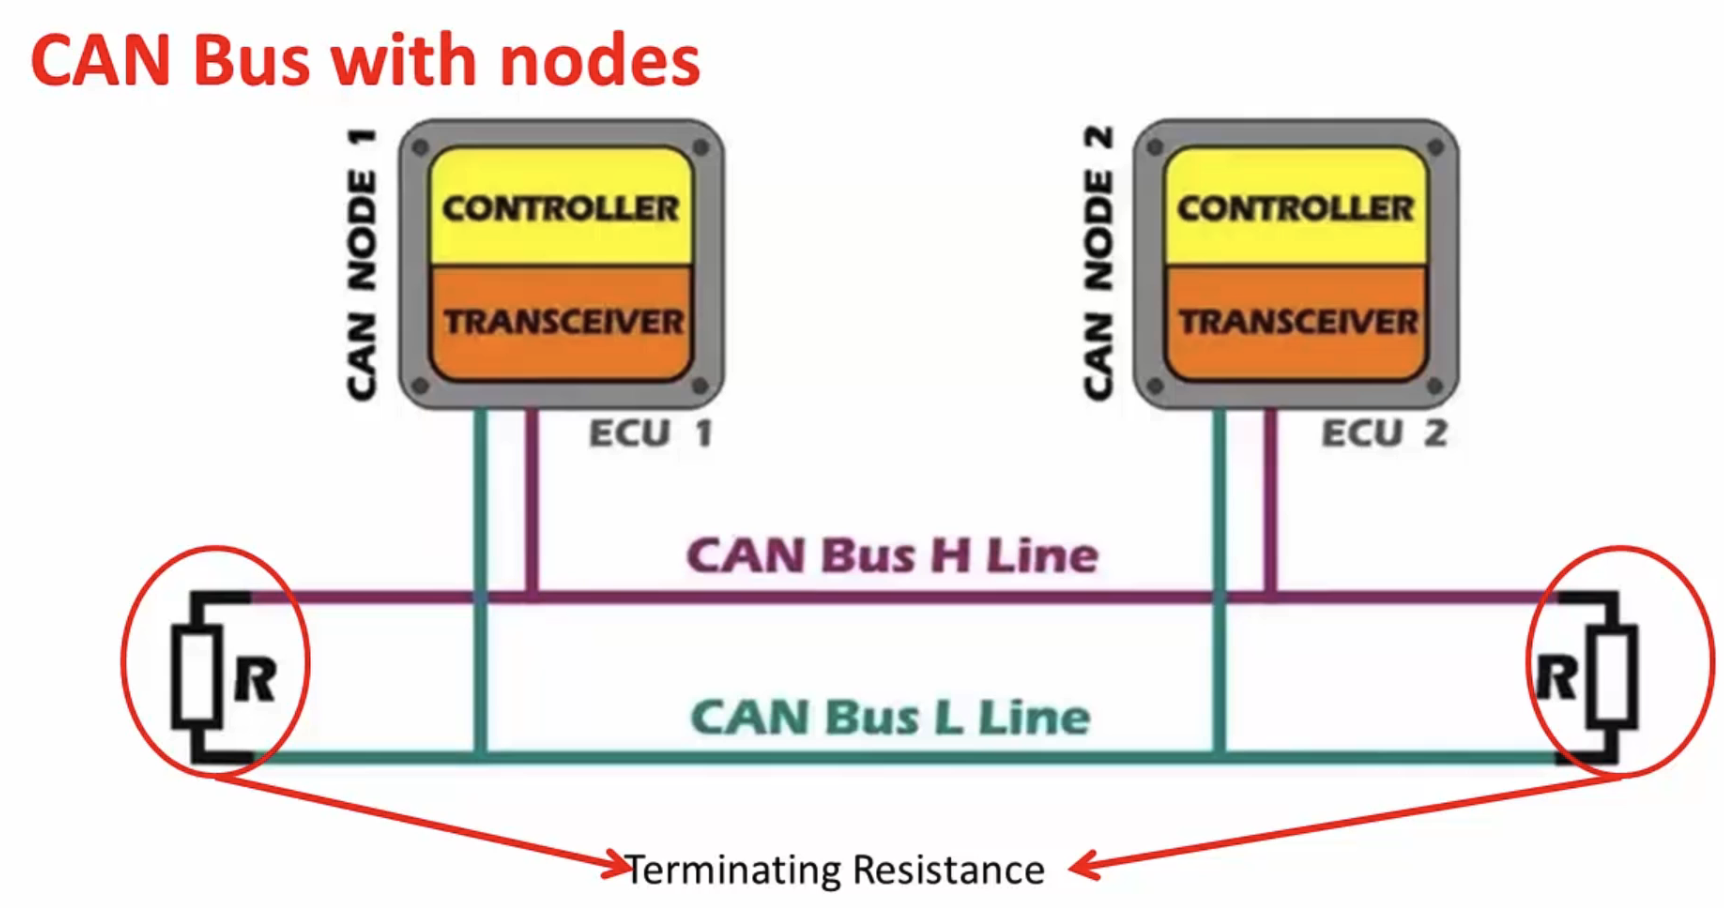 CAN Bus with nodes
CAN NODE 1
CONTROLLER
TRANSCEIVER
ECU 1
CAN NODE 2
CONTROLLER
TRANSCEIVER
ECU 2
CAN Bus H Line
R
R
CAN Bus L Line
Terminating Resistance